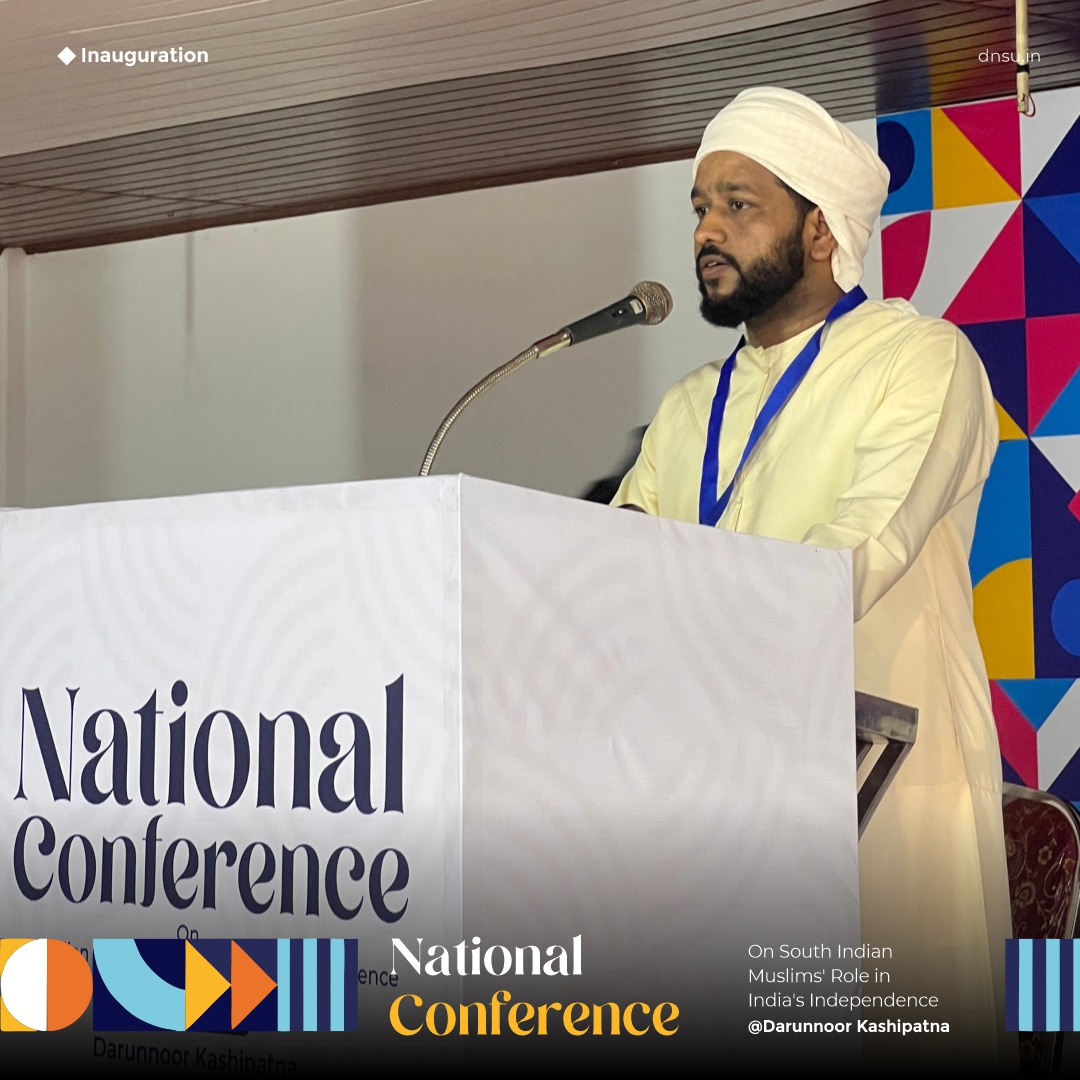 Inauguration
dnsu.in
National
Conference
On
ence
Darunnoor Kashipatna
National
Conference
On South Indian
Muslims' Role in
India's Independence
@Darunnoor Kashipatna